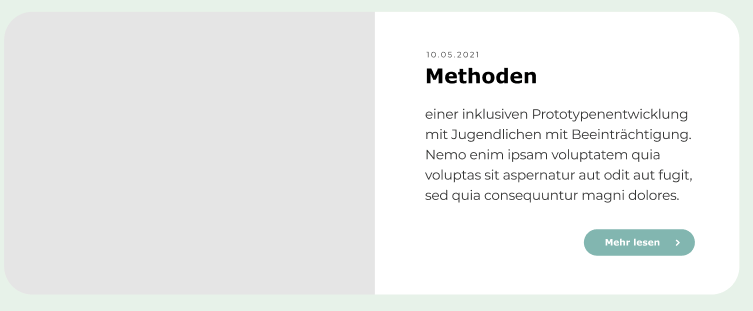 10.05.2021
Methoden
einer inklusiven Prototypenentwicklung
mit Jugendlichen mit Beeinträchtigung.
Nemo enim ipsam voluptatem quia
voluptas sit aspernatur aut odit aut fugit,
sed quia consequuntur magni dolores.
Mehr lesen